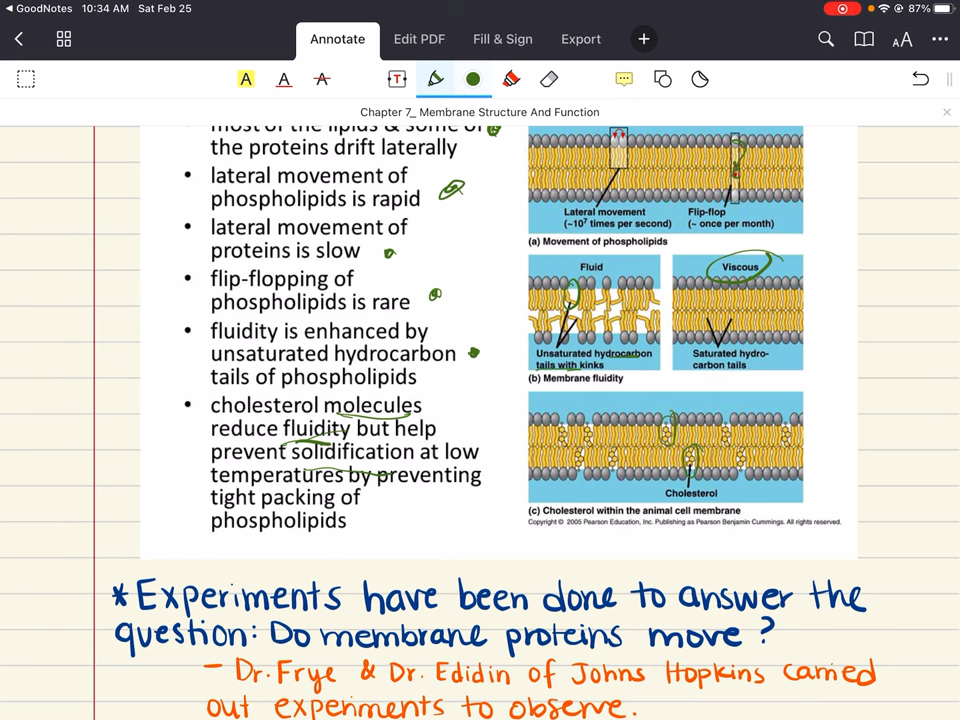 GoodNotes 10:34 AM Sat Feb 25 87%
Annotate Edit PDF Fill & Sign Export
A A A T AA
Chapter 7_ Membrane Structure And Function
most of the lipids & some of
the proteins drift laterally
• lateral movement of
phospholipids is rapid
• lateral movement of
proteins is slow
• flip-flopping of
phospholipids is rare
• fluidity is enhanced by
unsaturated hydrocarbon
tails of phospholipids
• cholesterol molecules
reduce fluidity but help
prevent solidification at low
temperatures by preventing
tight packing of
phospholipids
Lateral movement
(~10⁷ times per second)
Flip-flop
(~ once per month)
(a) Movement of phospholipids
Fluid
Viscous
Unsaturated hydrocarbon
tails with kinks
Saturated hydro-
carbon tails
(b) Membrane fluidity
Cholesterol
(c) Cholesterol within the animal cell membrane
Copyright © 2005 Pearson Education, Inc. Publishing as Pearson Benjamin Cummings. All rights reserved.
*Experiments have been done to answer the
question: Do membrane proteins move?
- Dr. Frye & Dr. Edidin of Johns Hopkins carried
out experiments to observe.